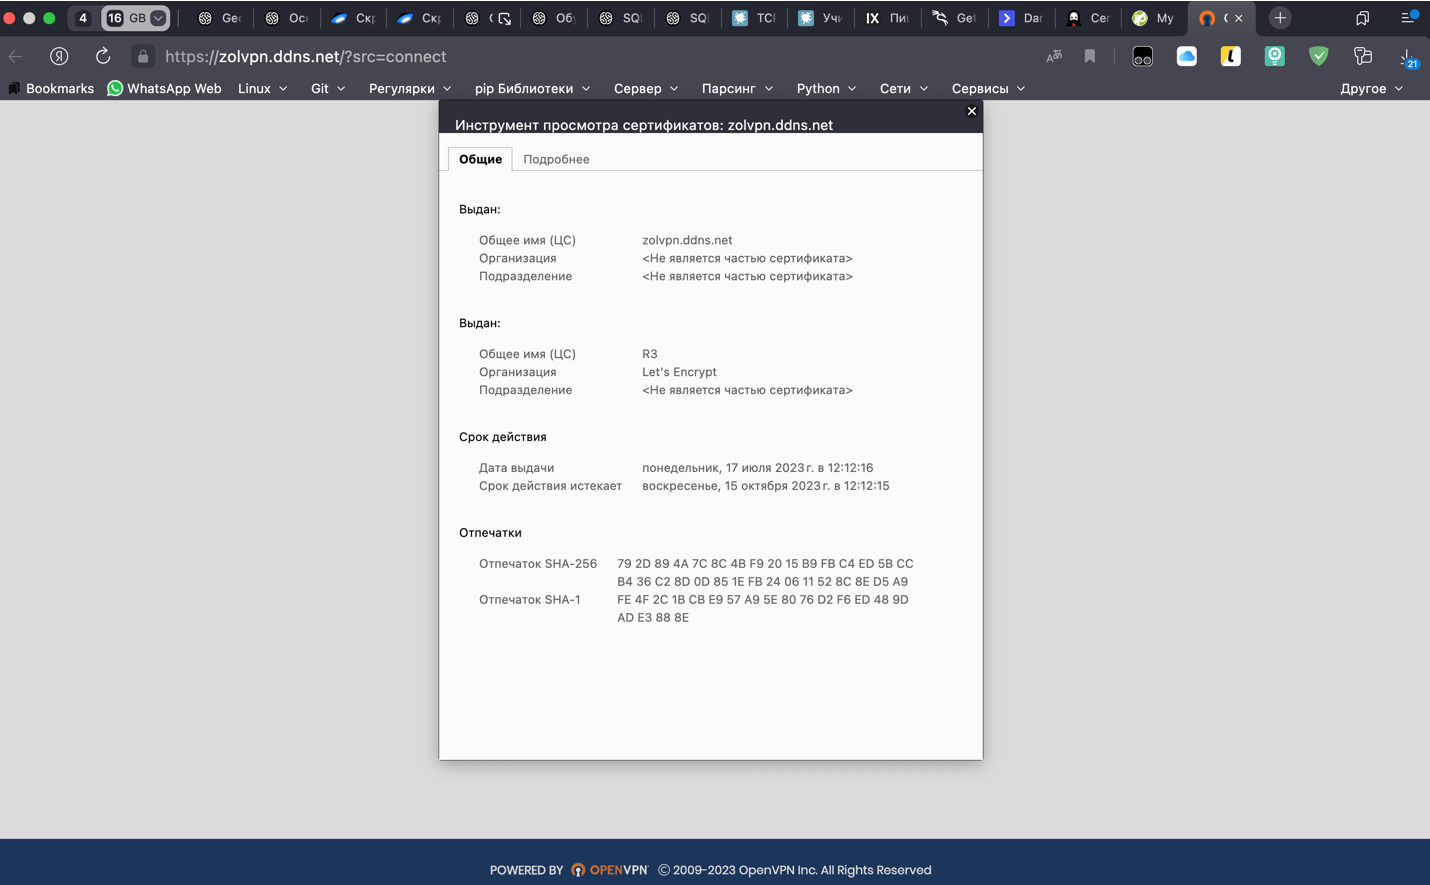 4 16 GB Gee Ос Ск Ск Об SQ SQ ТС Учи IX Пи Get Dar Cer My
https://zolvpn.ddns.net/?src=connect
21
Bookmarks WhatsApp Web Linux Git Регулярки pip Библиотеки Сервер Парсинг Python Сети Сервисы Другое
Инструмент просмотра сертификатов: zolvpn.ddns.net
Общие Подробнее
Выдан:
Общее имя (ЦС) zolvpn.ddns.net
Организация <Не является частью сертификата>
Подразделение <Не является частью сертификата>
Выдан:
Общее имя (ЦС) R3
Организация Let's Encrypt
Подразделение <Не является частью сертификата>
Срок действия
Дата выдачи понедельник, 17 июля 2023 г. в 12:12:16
Срок действия истекает воскресенье, 15 октября 2023 г. в 12:12:15
Отпечатки
Отпечаток SHA-256 79 2D 89 4A 7C 8C 4B F9 20 15 B9 FB C4 ED 5B CC
B4 36 C2 8D 0D 85 1E FB 24 06 11 52 8C 8E D5 A9
Отпечаток SHA-1 FE 4F 2C 1B CB E9 57 A9 5E 80 76 D2 F6 ED 48 9D
AD E3 88 8E
POWERED BY OPENVPN © 2009-2023 OpenVPN Inc. All Rights Reserved